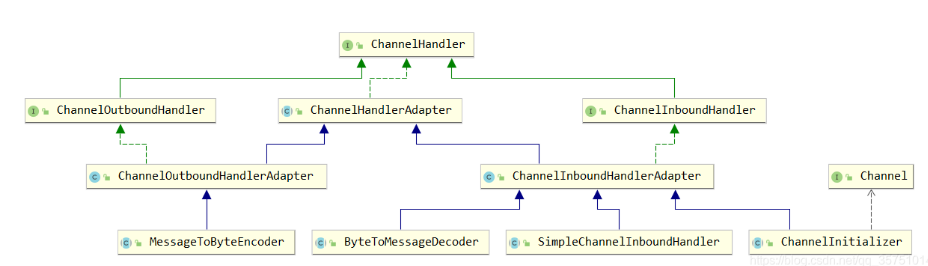 I ChannelHandler
I ChannelOutboundHandler
C ChannelHandlerAdapter
I ChannelInboundHandler
C ChannelOutboundHandlerAdapter
C ChannelInboundHandlerAdapter
I Channel
C MessageToByteEncoder
C ByteToMessageDecoder
C SimpleChannelInboundHandler
C ChannelInitializer